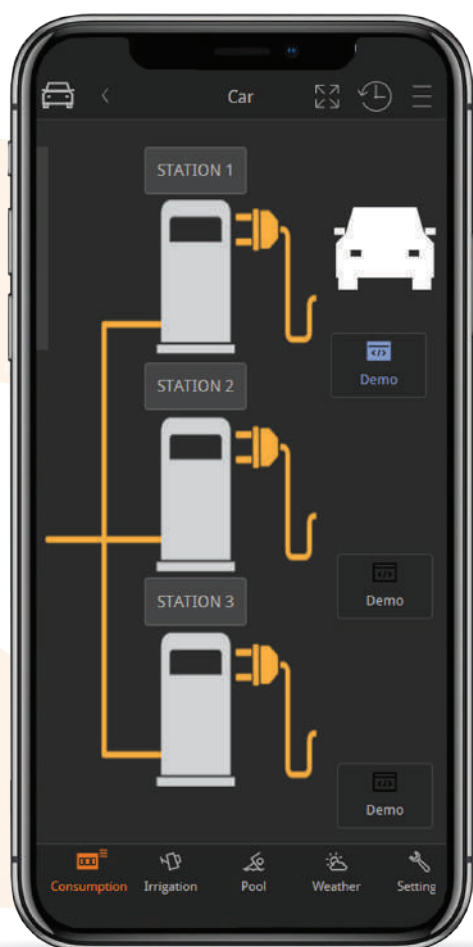 Car
STATION 1
Demo
STATION 2
Demo
STATION 3
Demo
Consumption Irrigation Pool Weather Setting